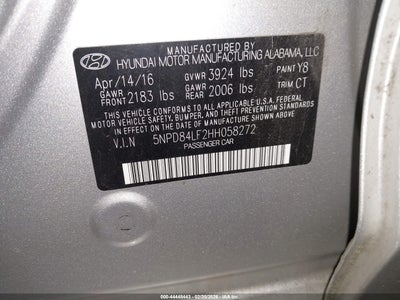 MANUFACTURED BY
HYUNDAI MOTOR MANUFACTURING ALABAMA, LLC
Apr/14/16 GVWR 3924 lbs PAINT Y8
GAWR FRONT 2183 lbs GAWR REAR 2006 lbs TRIM CT
THIS VEHICLE CONFORMS TO ALL APPLICABLE U.S.A FEDERAL
MOTOR VEHICLE SAFETY, BUMPER, AND THEFT PREVENTION
STANDARDS IN EFFECT ON THE DATE OF MANUFACTURE
SHOWN ABOVE.
V.I.N 5NPD84LF2HH058272
PASSENGER CAR